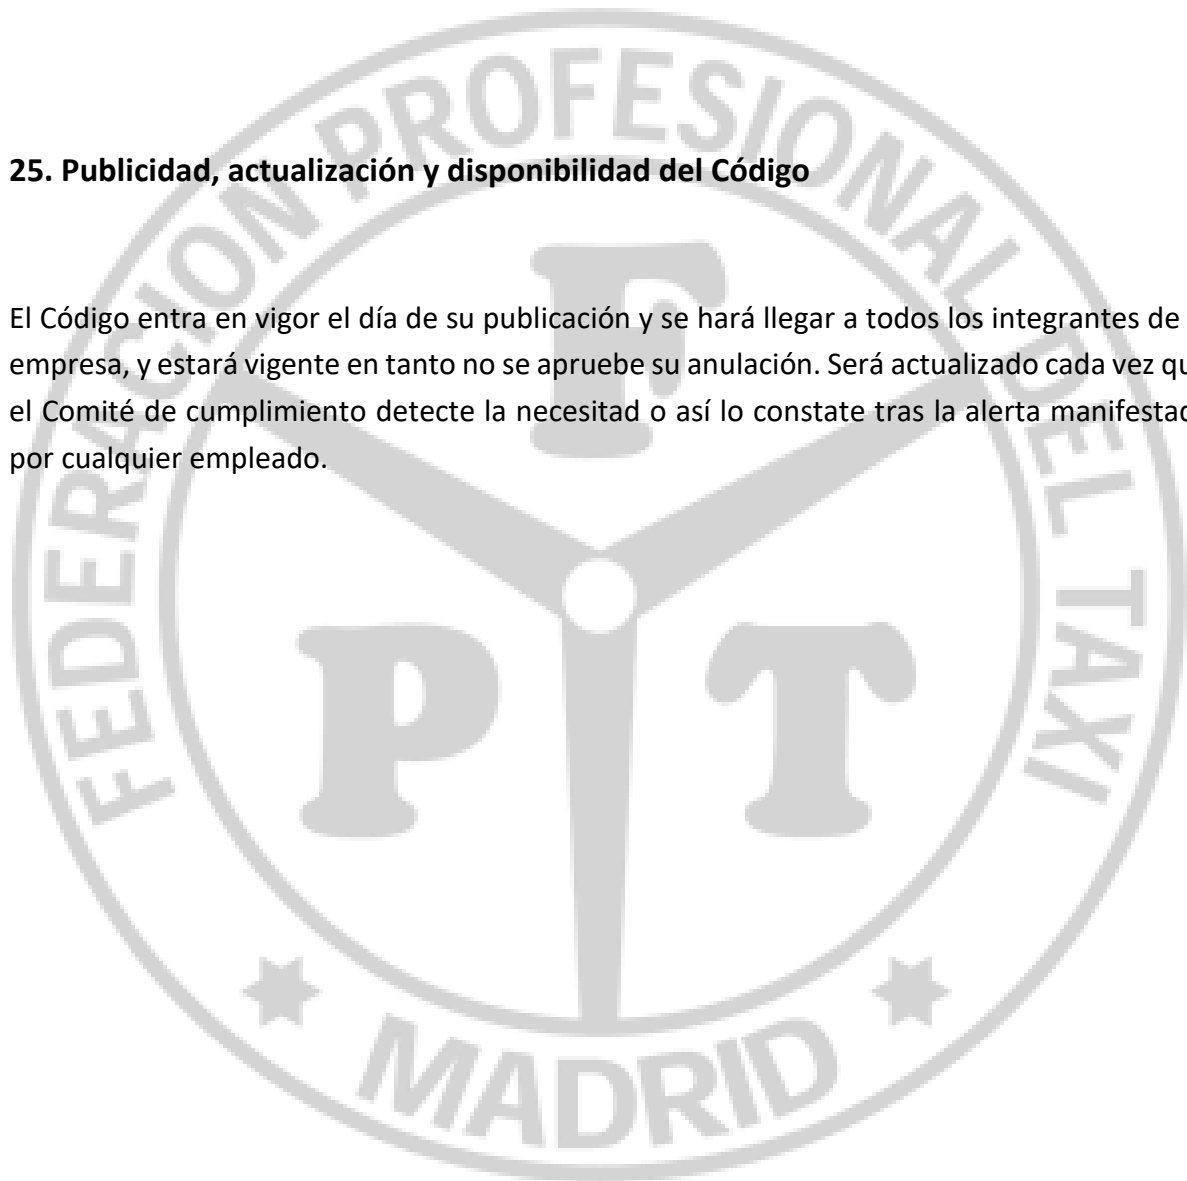 25. Publicidad, actualización y disponibilidad del Código
El Código entra en vigor el día de su publicación y se hará llegar a todos los integrantes de
empresa, y estará vigente en tanto no se apruebe su anulación. Será actualizado cada vez qu
el Comité de cumplimiento detecte la necesitad o así lo constate tras la alerta manifestad
por cualquier empleado.
FEDERACION PROFESIONAL DEL TAXI
F
P T
MADRID